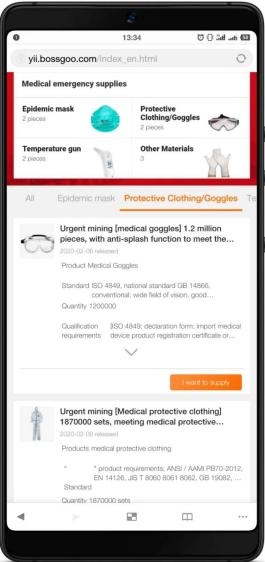 13:34
yii.bossgoo.com/index_en.html
Medical emergency supplies
Epidemic mask
2 pieces
Protective
Clothing/Goggles
2 pieces
Temperature gun
2 pieces
Other Materials
3
All Epidemic mask Protective Clothing/Goggles Te
Urgent mining [medical goggles] 1.2 million
pieces, with anti-splash function to meet the...
2020-02-06 released
Product Medical Goggles
Standard ISO 4849, national standard GB 14866,
conventional: wide field of vision, good...
Quantity 1200000
Qualification [ISO 4849; declaration form; import medical
requirements device product registration certificate or...
I want to supply
Urgent mining [Medical protective clothing]
1870000 sets, meeting medical protective...
2020-02-06 released
Products medical protective clothing
" " product requirements; ANSI / AAMI PB70-2012,
EN 14126, JIS T 8060 8061 8062, GB 19082, ...
Standard
Quantity 1870000 sets